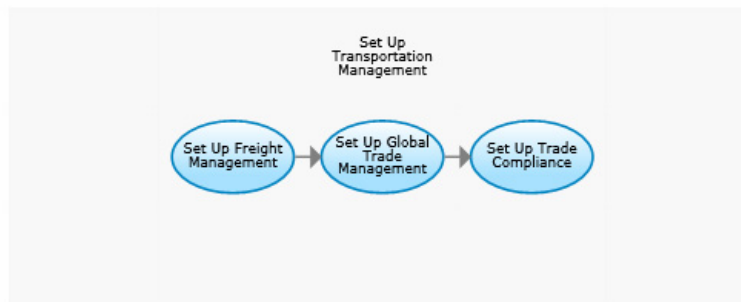 Set Up
Transportation
Management
Set Up Freight
Management
Set Up Global
Trade
Management
Set Up Trade
Compliance